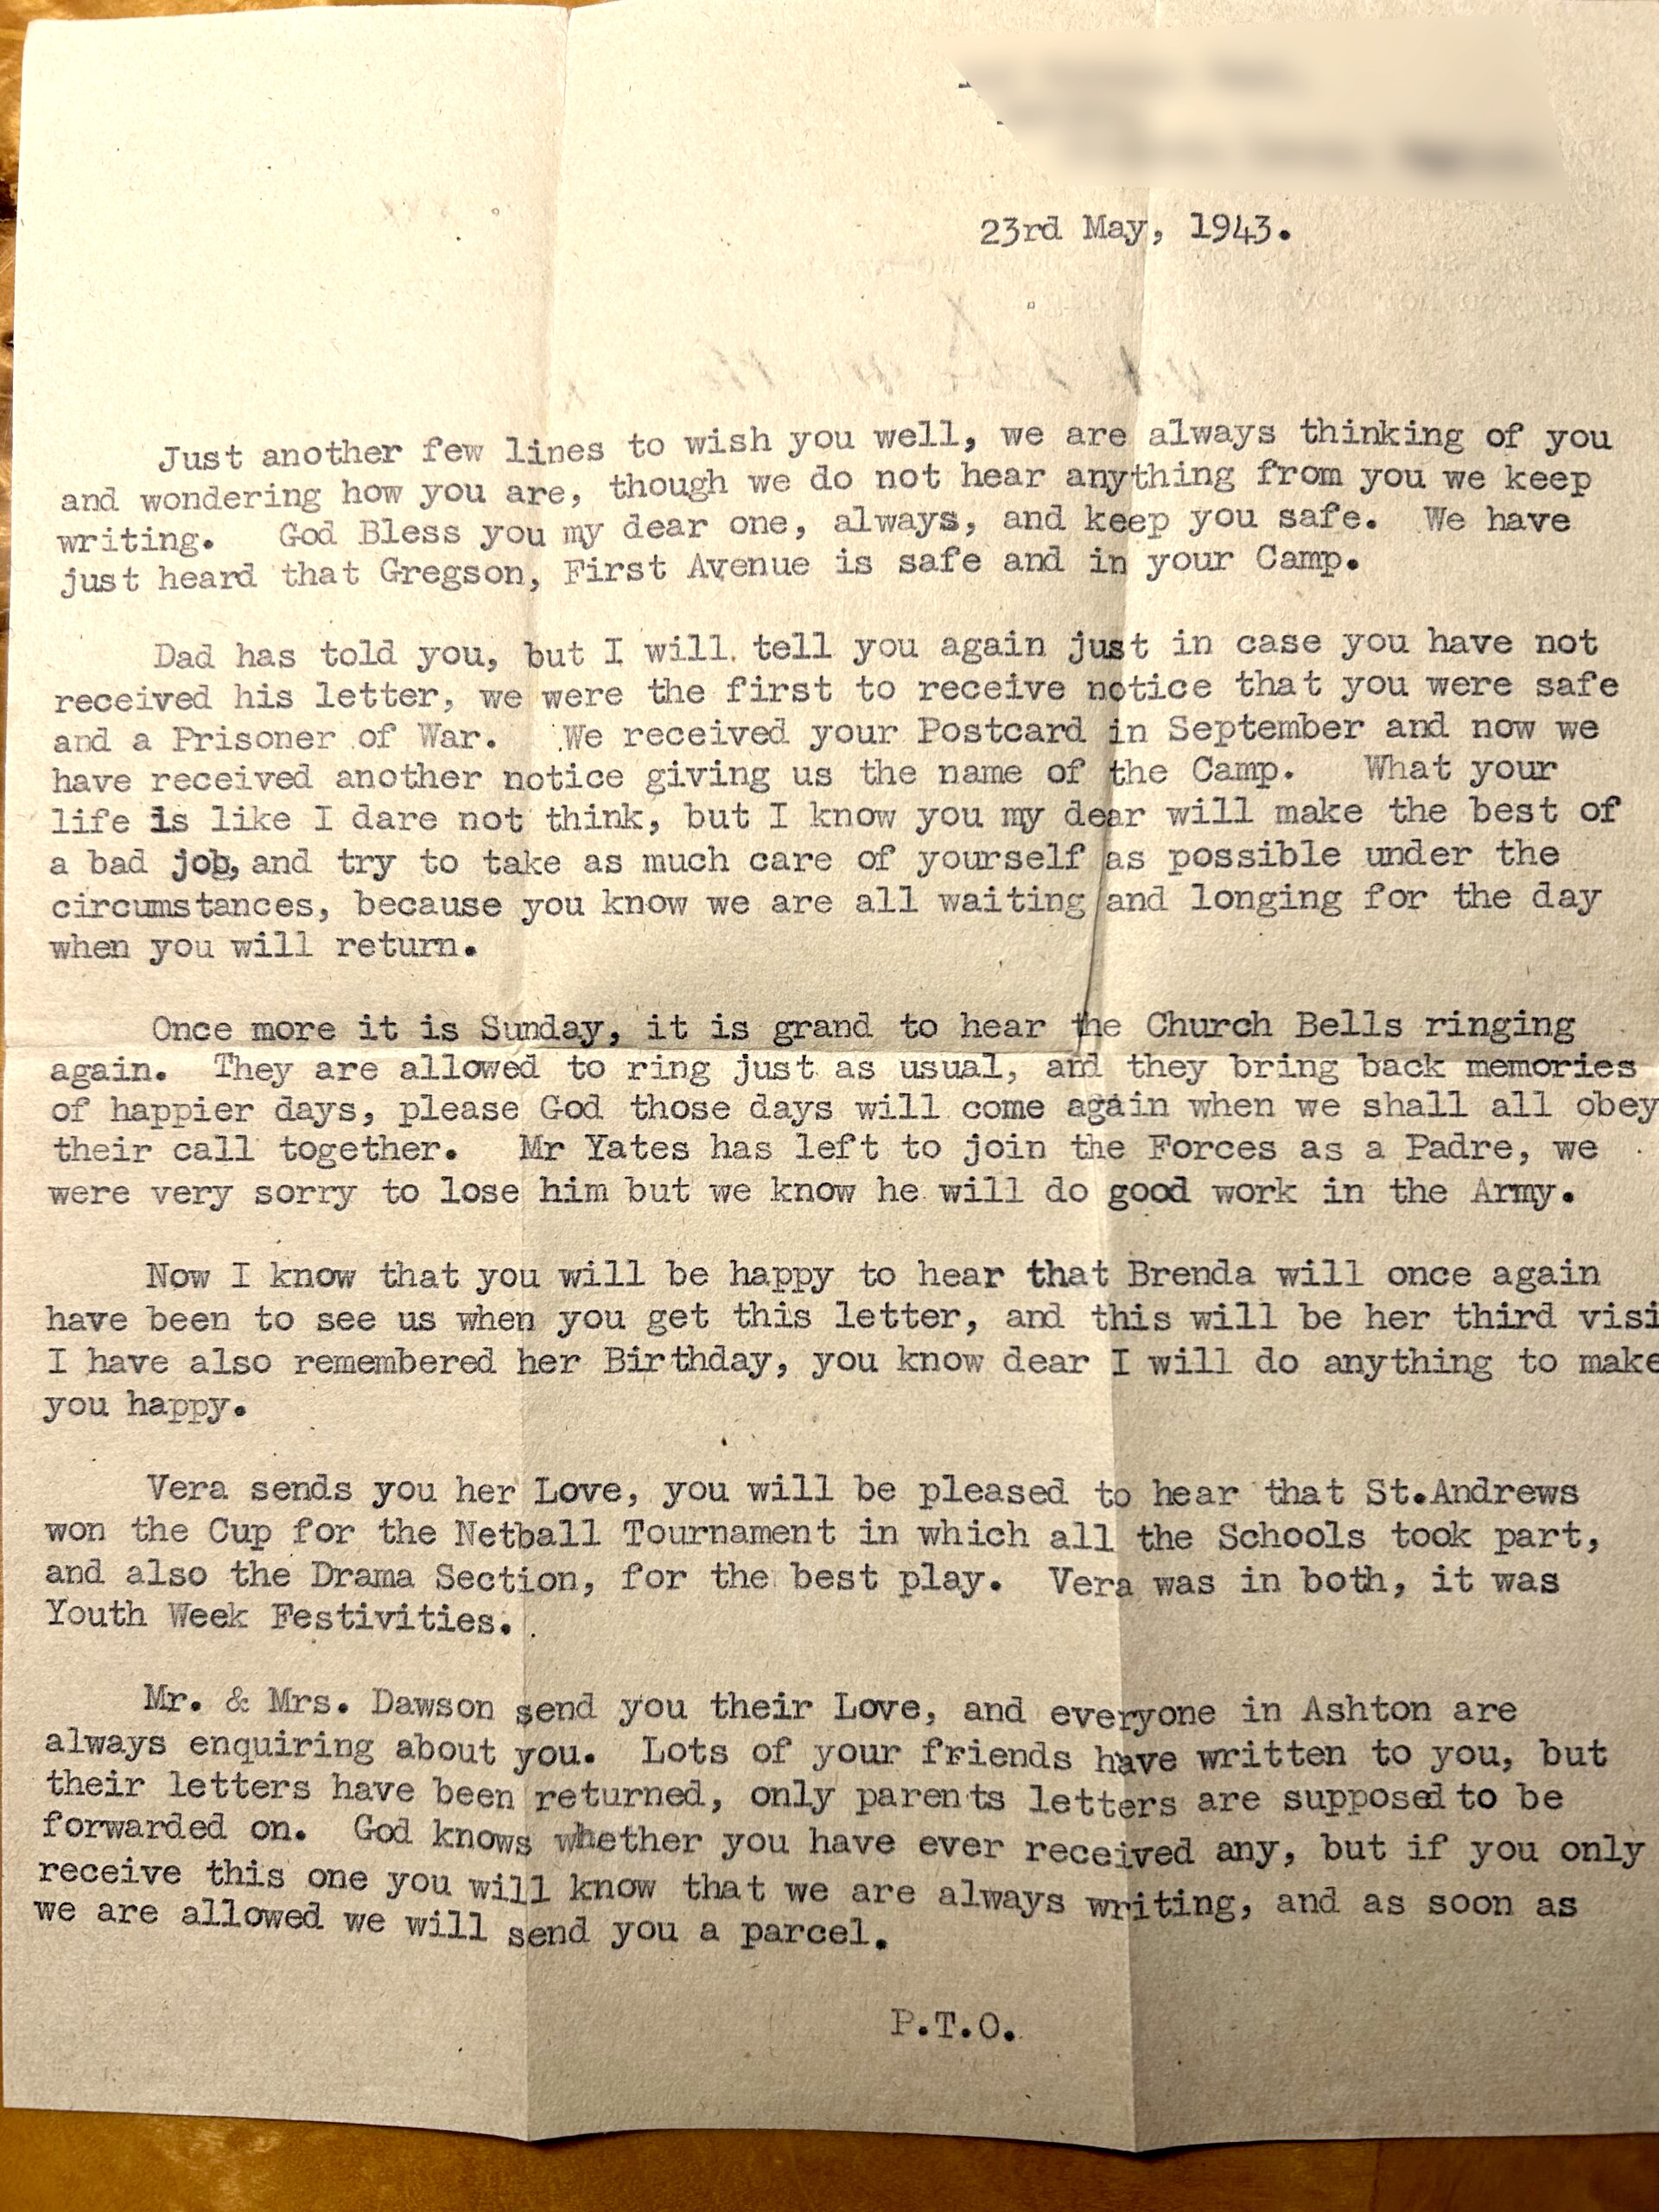 23rd May, 1943.
Just another few lines to wish you well, we are always thinking of you
and wondering how you are, though we do not hear anything from you we keep
writing. God Bless you my dear one, always, and keep you safe. We have
just heard that Gregson, First Avenue is safe and in your Camp.
Dad has told you, but I will tell you again just in case you have not
received his letter, we were the first to receive notice that you were safe
and a Prisoner of War. We received your Postcard in September and now we
have received another notice giving us the name of the Camp. What your
life is like I dare not think, but I know you my dear will make the best of
a bad job, and try to take as much care of yourself as possible under the
circumstances, because you know we are all waiting and longing for the day
when you will return.
Once more it is Sunday, it is grand to hear the Church Bells ringing
again. They are allowed to ring just as usual, and they bring back memories
of happier days, please God those days will come again when we shall all obey
their call together. Mr Yates has left to join the Forces as a Padre, we
were very sorry to lose him but we know he will do good work in the Army.
Now I know that you will be happy to hear that Brenda will once again
have been to see us when you get this letter, and this will be her third visi
I have also remembered her Birthday, you know dear I will do anything to make
you happy.
Vera sends you her Love, you will be pleased to hear that St.Andrews
won the Cup for the Netball Tournament in which all the Schools took part,
and also the Drama Section, for the best play. Vera was in both, it was
Youth Week Festivities.
Mr. & Mrs. Dawson send you their Love, and everyone in Ashton are
always enquiring about you. Lots of your friends have written to you, but
their letters have been returned, only parents letters are supposed to be
forwarded on. God knows whether you have ever received any, but if you only
receive this one you will know that we are always writing, and as soon as
we are allowed we will send you a parcel.
P.T.O.